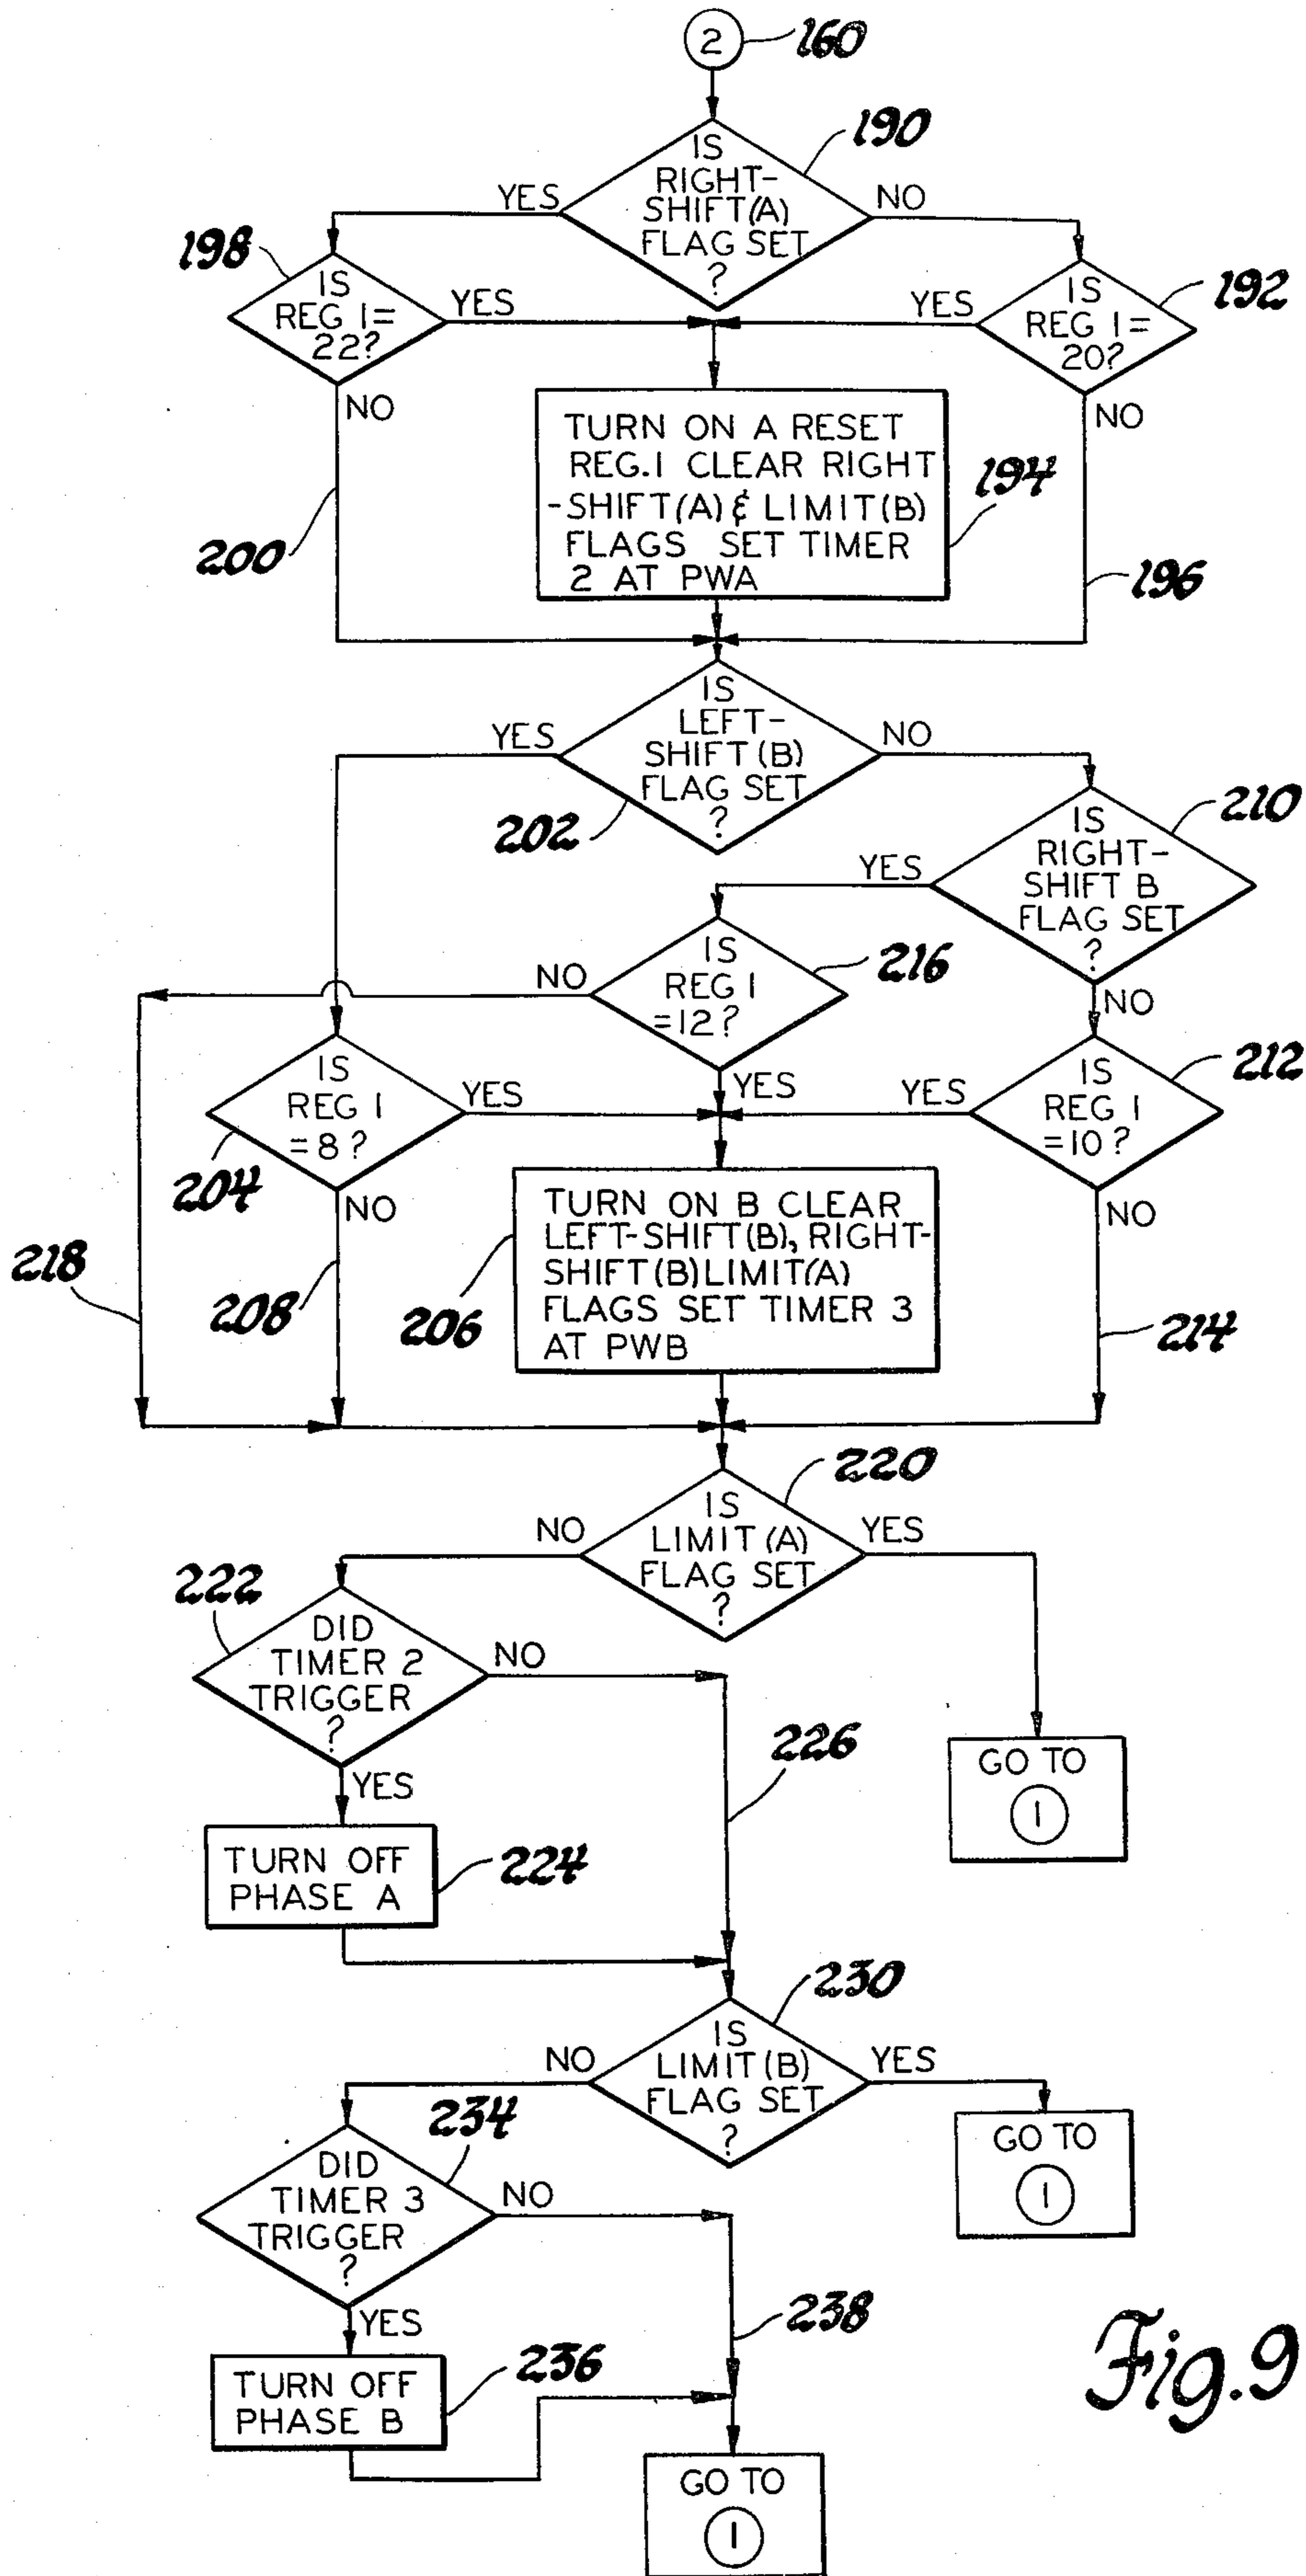 2
160
IS
RIGHT-
SHIFT(A)
FLAG SET
?
190
YES
NO
198
IS
REG 1=
22?
YES
NO
YES
IS
REG 1=
20?
192
NO
TURN ON A RESET
REG.1 CLEAR RIGHT
-SHIFT(A) & LIMIT(B)
FLAGS SET TIMER
2 AT PWA
194
200
196
IS
LEFT-
SHIFT(B)
FLAG SET
?
YES
NO
202
IS
RIGHT-
SHIFT B
FLAG SET
?
210
YES
NO
IS
REG 1
=12?
216
NO
YES
IS
REG 1
=8?
YES
204
NO
IS
REG 1
=10?
212
YES
NO
TURN ON B CLEAR
LEFT-SHIFT(B), RIGHT-
SHIFT(B) LIMIT(A)
FLAGS SET TIMER 3
AT PWB
218
208
206
214
IS
LIMIT(A)
FLAG SET
?
220
NO
YES
222
DID
TIMER 2
TRIGGER
?
NO
YES
226
GO TO
1
TURN OFF
PHASE A
224
IS
LIMIT(B)
FLAG SET
?
230
NO
YES
234
DID
TIMER 3
TRIGGER
?
NO
YES
GO TO
1
238
TURN OFF
PHASE B
236
GO TO
1
Fig.9